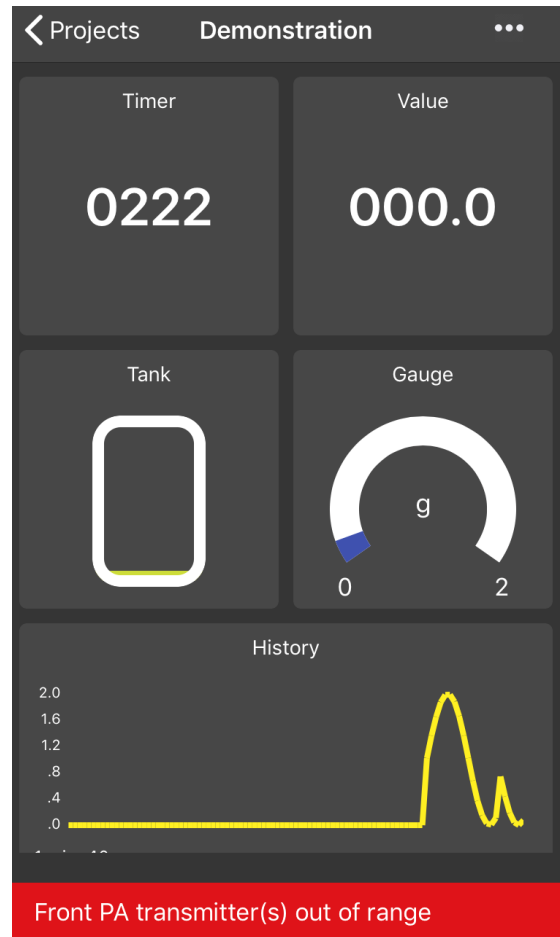 Projects Demonstration
Timer
0222
Value
000.0
Tank
Gauge
g
0 2
History
2.0
1.6
1.2
.8
.4
.0
Front PA transmitter(s) out of range